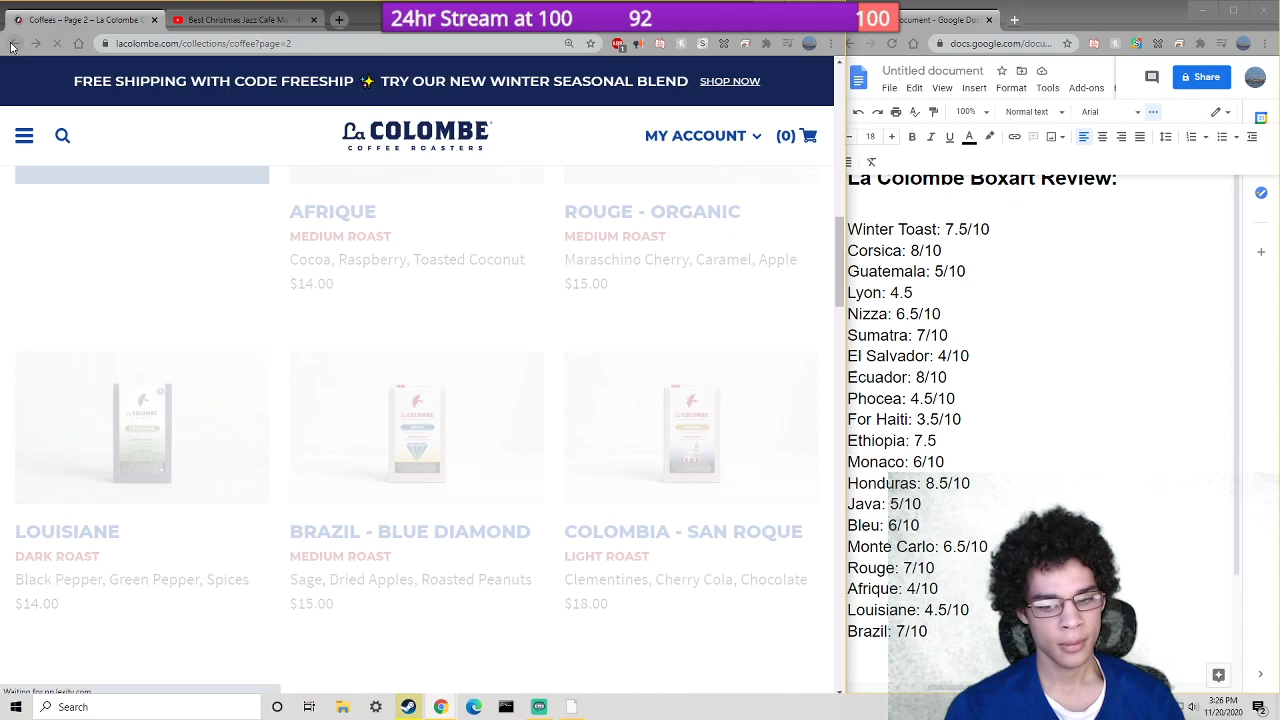 24hr Stream at 100 92 100
Best Christmas Jazz Music
Google Do
collections/coffee?page=2
FREE SHIPPING WITH CODE FREESHIP ✨ TRY OUR NEW WINTER SEASONAL BLEND SHOP NOW
La COLOMBE
COFFEE ROASTERS
MY ACCOUNT (0)
AFRIQUE
MEDIUM ROAST
Cocoa, Raspberry, Toasted Coconut
$14.00
ROUGE - ORGANIC
MEDIUM ROAST
Maraschino Cherry, Caramel, Apple
$15.00
LOUISIANE
DARK ROAST
Black Pepper, Green Pepper, Spices
$14.00
BRAZIL - BLUE DIAMOND
MEDIUM ROAST
Sage, Dried Apples, Roasted Peanuts
$15.00
COLOMBIA - SAN ROQUE
LIGHT ROAST
Clementines, Cherry Cola, Chocolate
$18.00
Untitled document
File Edit View Insert Format Tools Add-ons
Share
100% Normal text Arial
18
La Colombe Boxart Review:
Winter Toast: 7.5/10
Corsica: 8/10
Guatemala: 5/10
Lyon: 4.5
Nizza: 6.5/10
Sumatra: 7/10
El Salvador: 4/10
Ecuador: 8/10
Phocea: 4.5/10
For Haiti: 3.5/10
Ethiopia: 7.5
Monaco: 6/10
Honduras: 8.5/10
Java: 5/10
Bleu: 6/10
Monte Carlo: 6.5/10
Rouge: 7/10
Afrique: 4/10
Louisiane: 4.5/10
Brazil: 7/10
Search
3:26 PM
11/20/2020